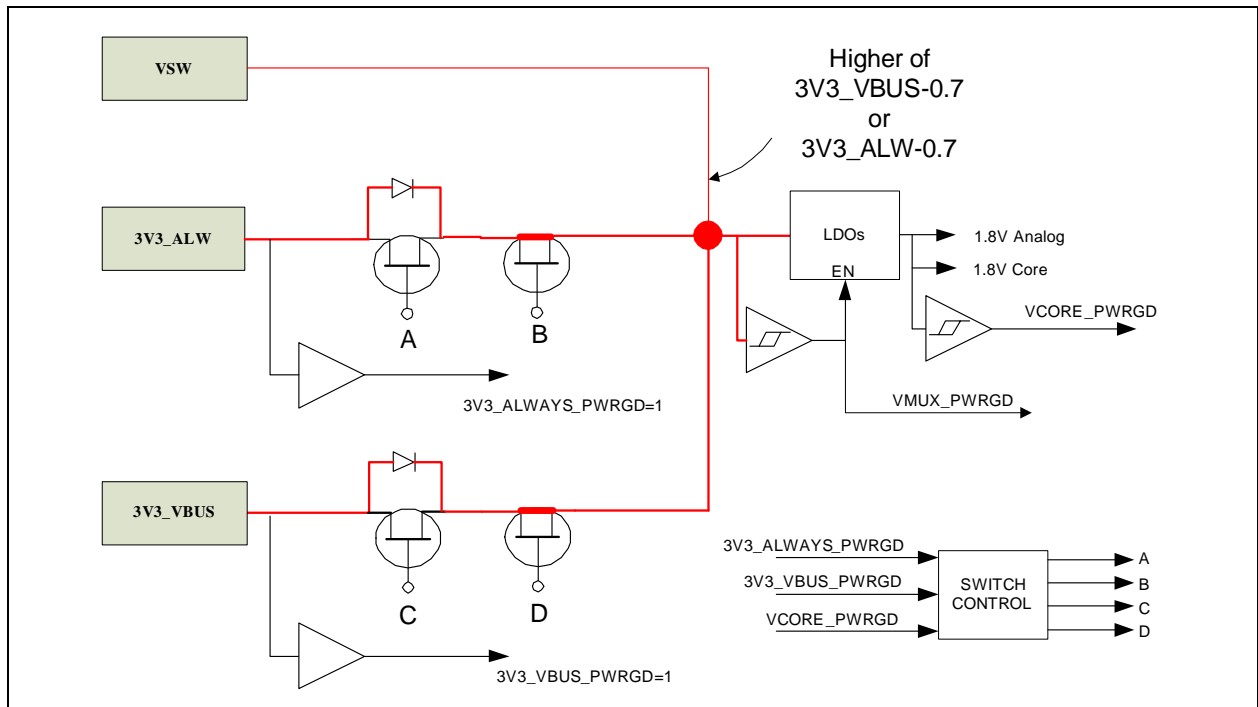 VSW
Higher of
3V3_VBUS-0.7
or
3V3_ALW-0.7
3V3_ALW
A
B
LDOs
EN
1.8V Analog
1.8V Core
VCORE_PWRGD
3V3_ALWAYS_PWRGD=1
VMUX_PWRGD
3V3_VBUS
C
D
3V3_VBUS_PWRGD=1
3V3_ALWAYS_PWRGD
3V3_VBUS_PWRGD
VCORE_PWRGD
SWITCH
CONTROL
A
B
C
D